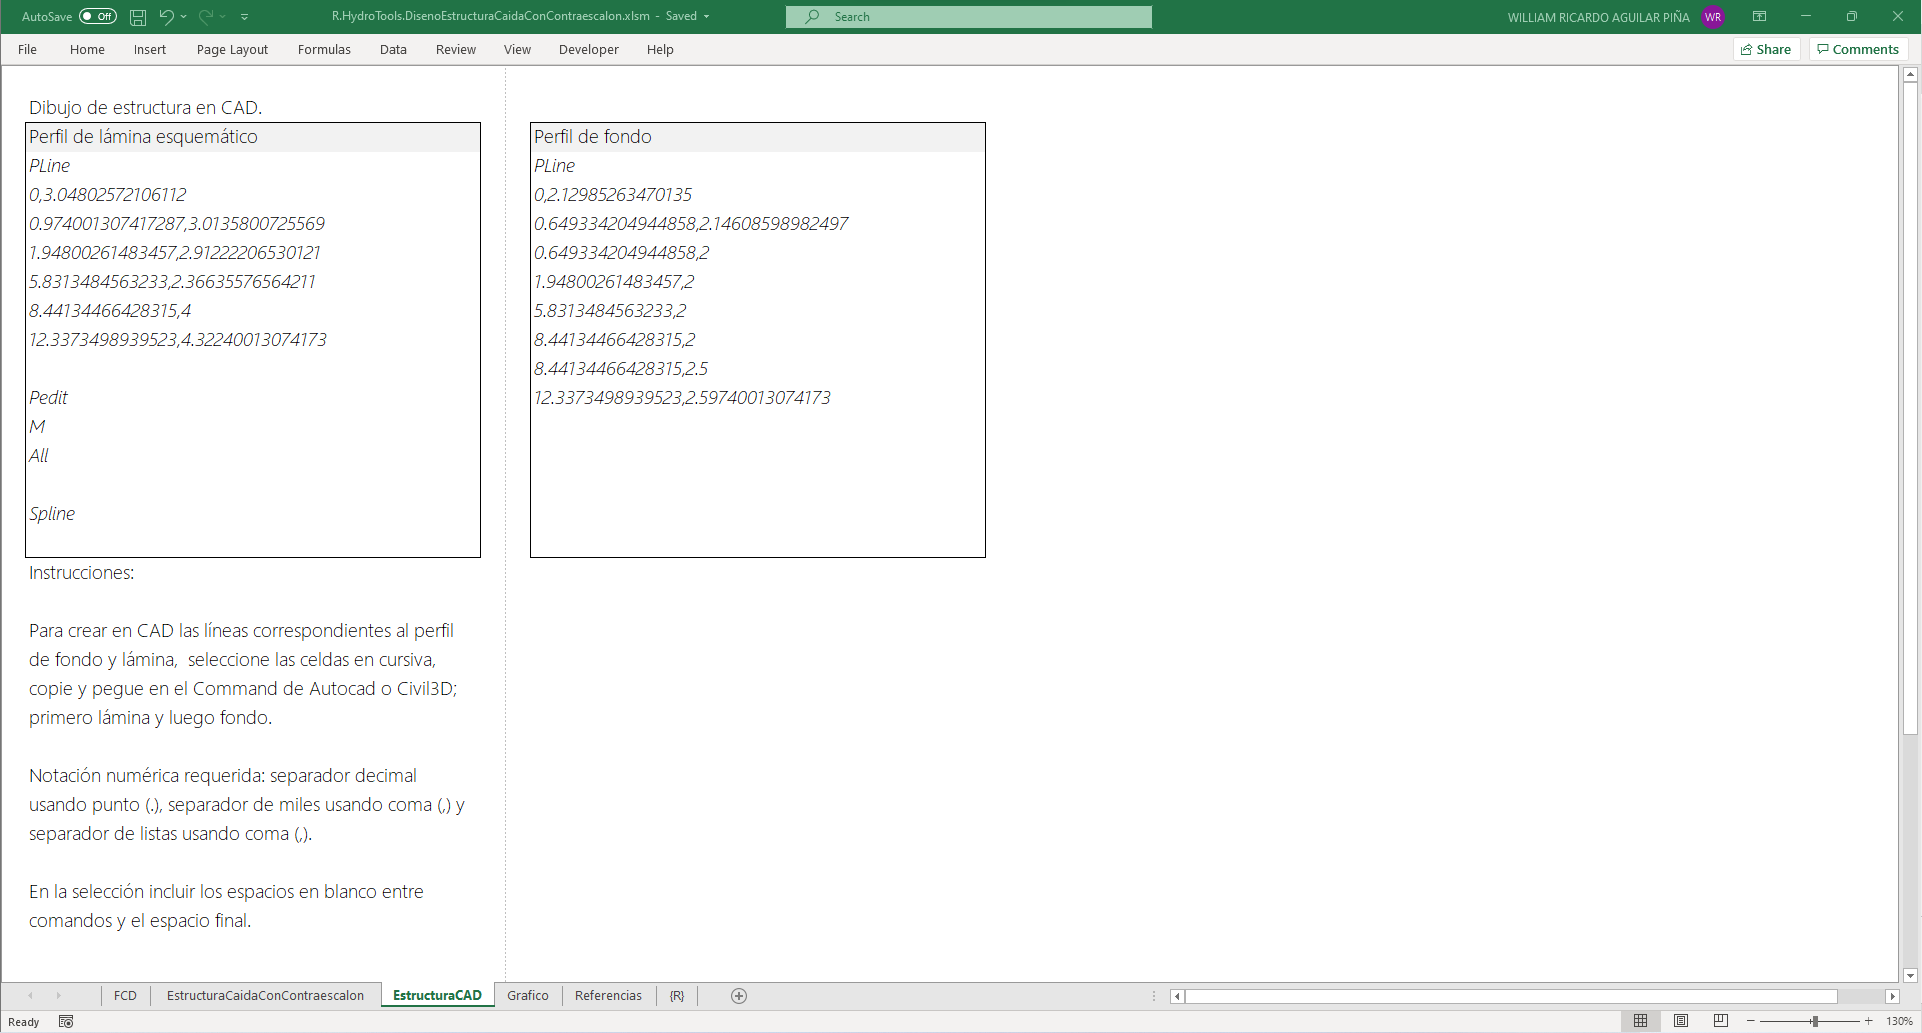 AutoSave Off R.HydroTools.DisenoEstructuraCaidaConContraescalon.xlsm - Saved Search WILLIAM RICARDO AGUILAR PIÑA WR
File Home Insert Page Layout Formulas Data Review View Developer Help Share Comments
Dibujo de estructura en CAD.
Perfil de lámina esquemático
PLine
0,3.04802572106112
0.974001307417287,3.0135800725569
1.94800261483457,2.91222206530121
5.8313484563233,2.36635576564211
8.44134466428315,4
12.3373498939523,4.32240013074173
Pedit
M
All
Spline
Perfil de fondo
PLine
0,2.12985263470135
0.649334204944858,2.14608598982497
0.649334204944858,2
1.94800261483457,2
5.8313484563233,2
8.44134466428315,2
8.44134466428315,2.5
12.3373498939523,2.59740013074173
Instrucciones:
Para crear en CAD las líneas correspondientes al perfil
de fondo y lámina,  seleccione las celdas en cursiva,
copie y pegue en el Command de Autocad o Civil3D;
primero lámina y luego fondo.
Notación numérica requerida: separador decimal
usando punto (.), separador de miles usando coma (,) y
separador de listas usando coma (,).
En la selección incluir los espacios en blanco entre
comandos y el espacio final.
FCD EstructuraCaidaConContraescalon EstructuraCAD Grafico Referencias {R}
Ready 130%